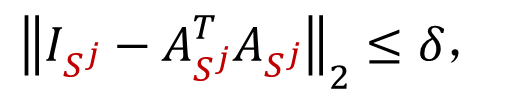 ‖I_{S^j} − A_{S^j}^T A_{S^j}‖_2 ≤ δ,